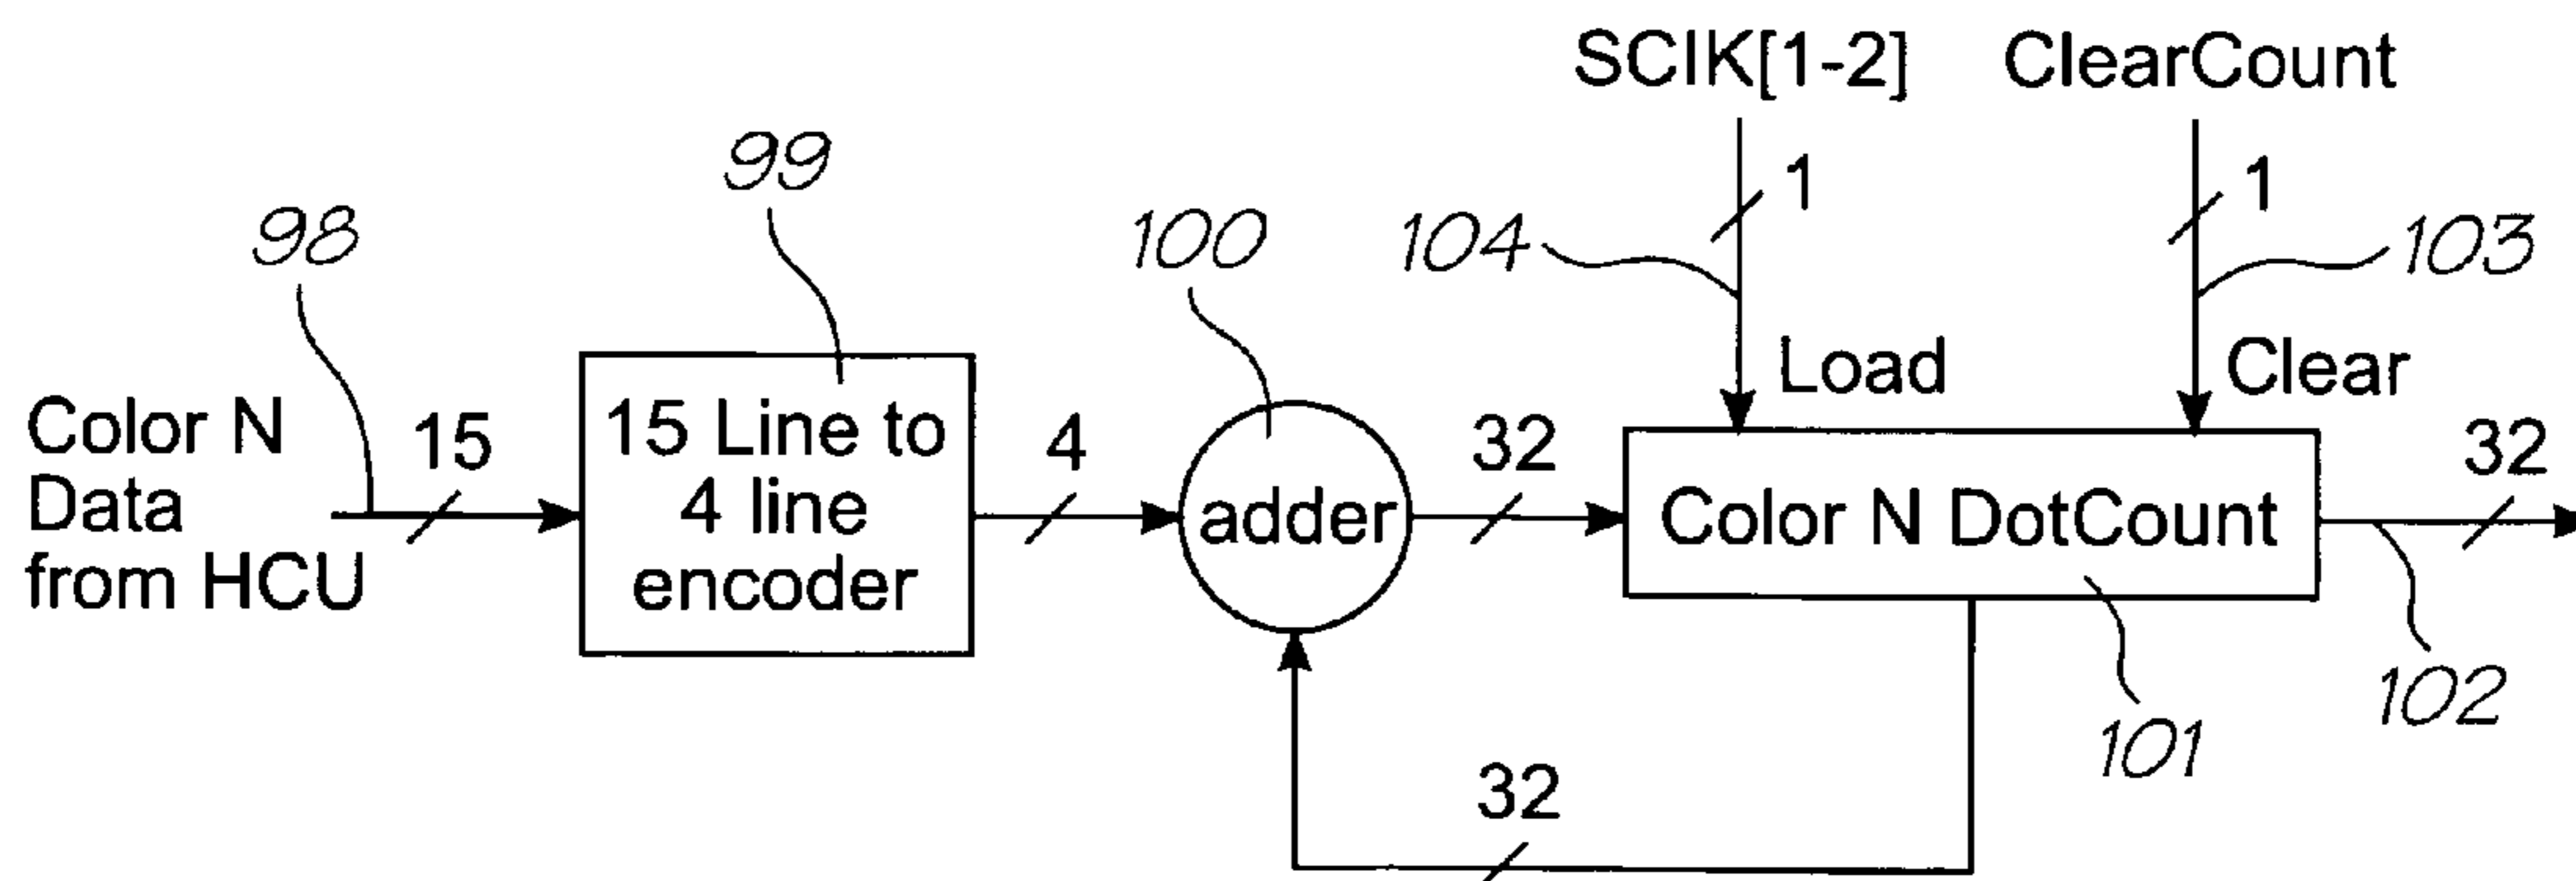 SCIK[1-2]
ClearCount
99
1
1
98
100
104
103
Load
Clear
Color N
Data
from HCU
15
15 Line to
4 line
encoder
4
adder
32
Color N DotCount
32
102
101
32